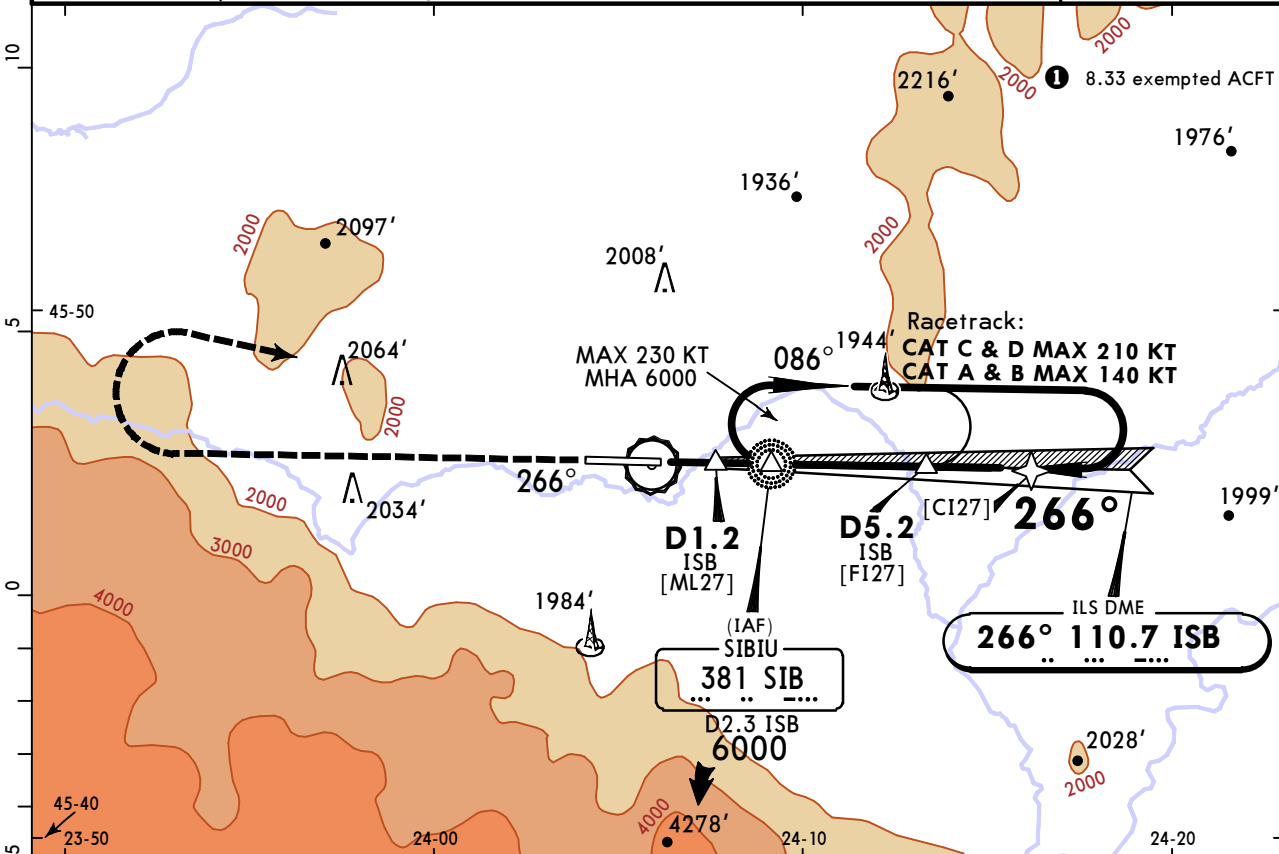 10
2000
2216'
2000
❶ 8.33 exempted ACFT
1976'
1936'
2000
2097'
2000
2008'
45-50
5
Racetrack:
1944'
CAT C & D MAX 210 KT
CAT A & B MAX 140 KT
MAX 230 KT
MHA 6000
086°
2064'
2000
266°
2034'
2000
3000
4000
D1.2
ISB
[ML27]
D5.2
ISB
[FI27]
[CI27]
266°
1999'
0
1984'
(IAF)
SIBIU
381 SIB
D2.3 ISB
6000
ILS DME
266° 110.7 ISB
2028'
2000
4000
4278'
45-40
23-50
24-00
24-10
24-20
5